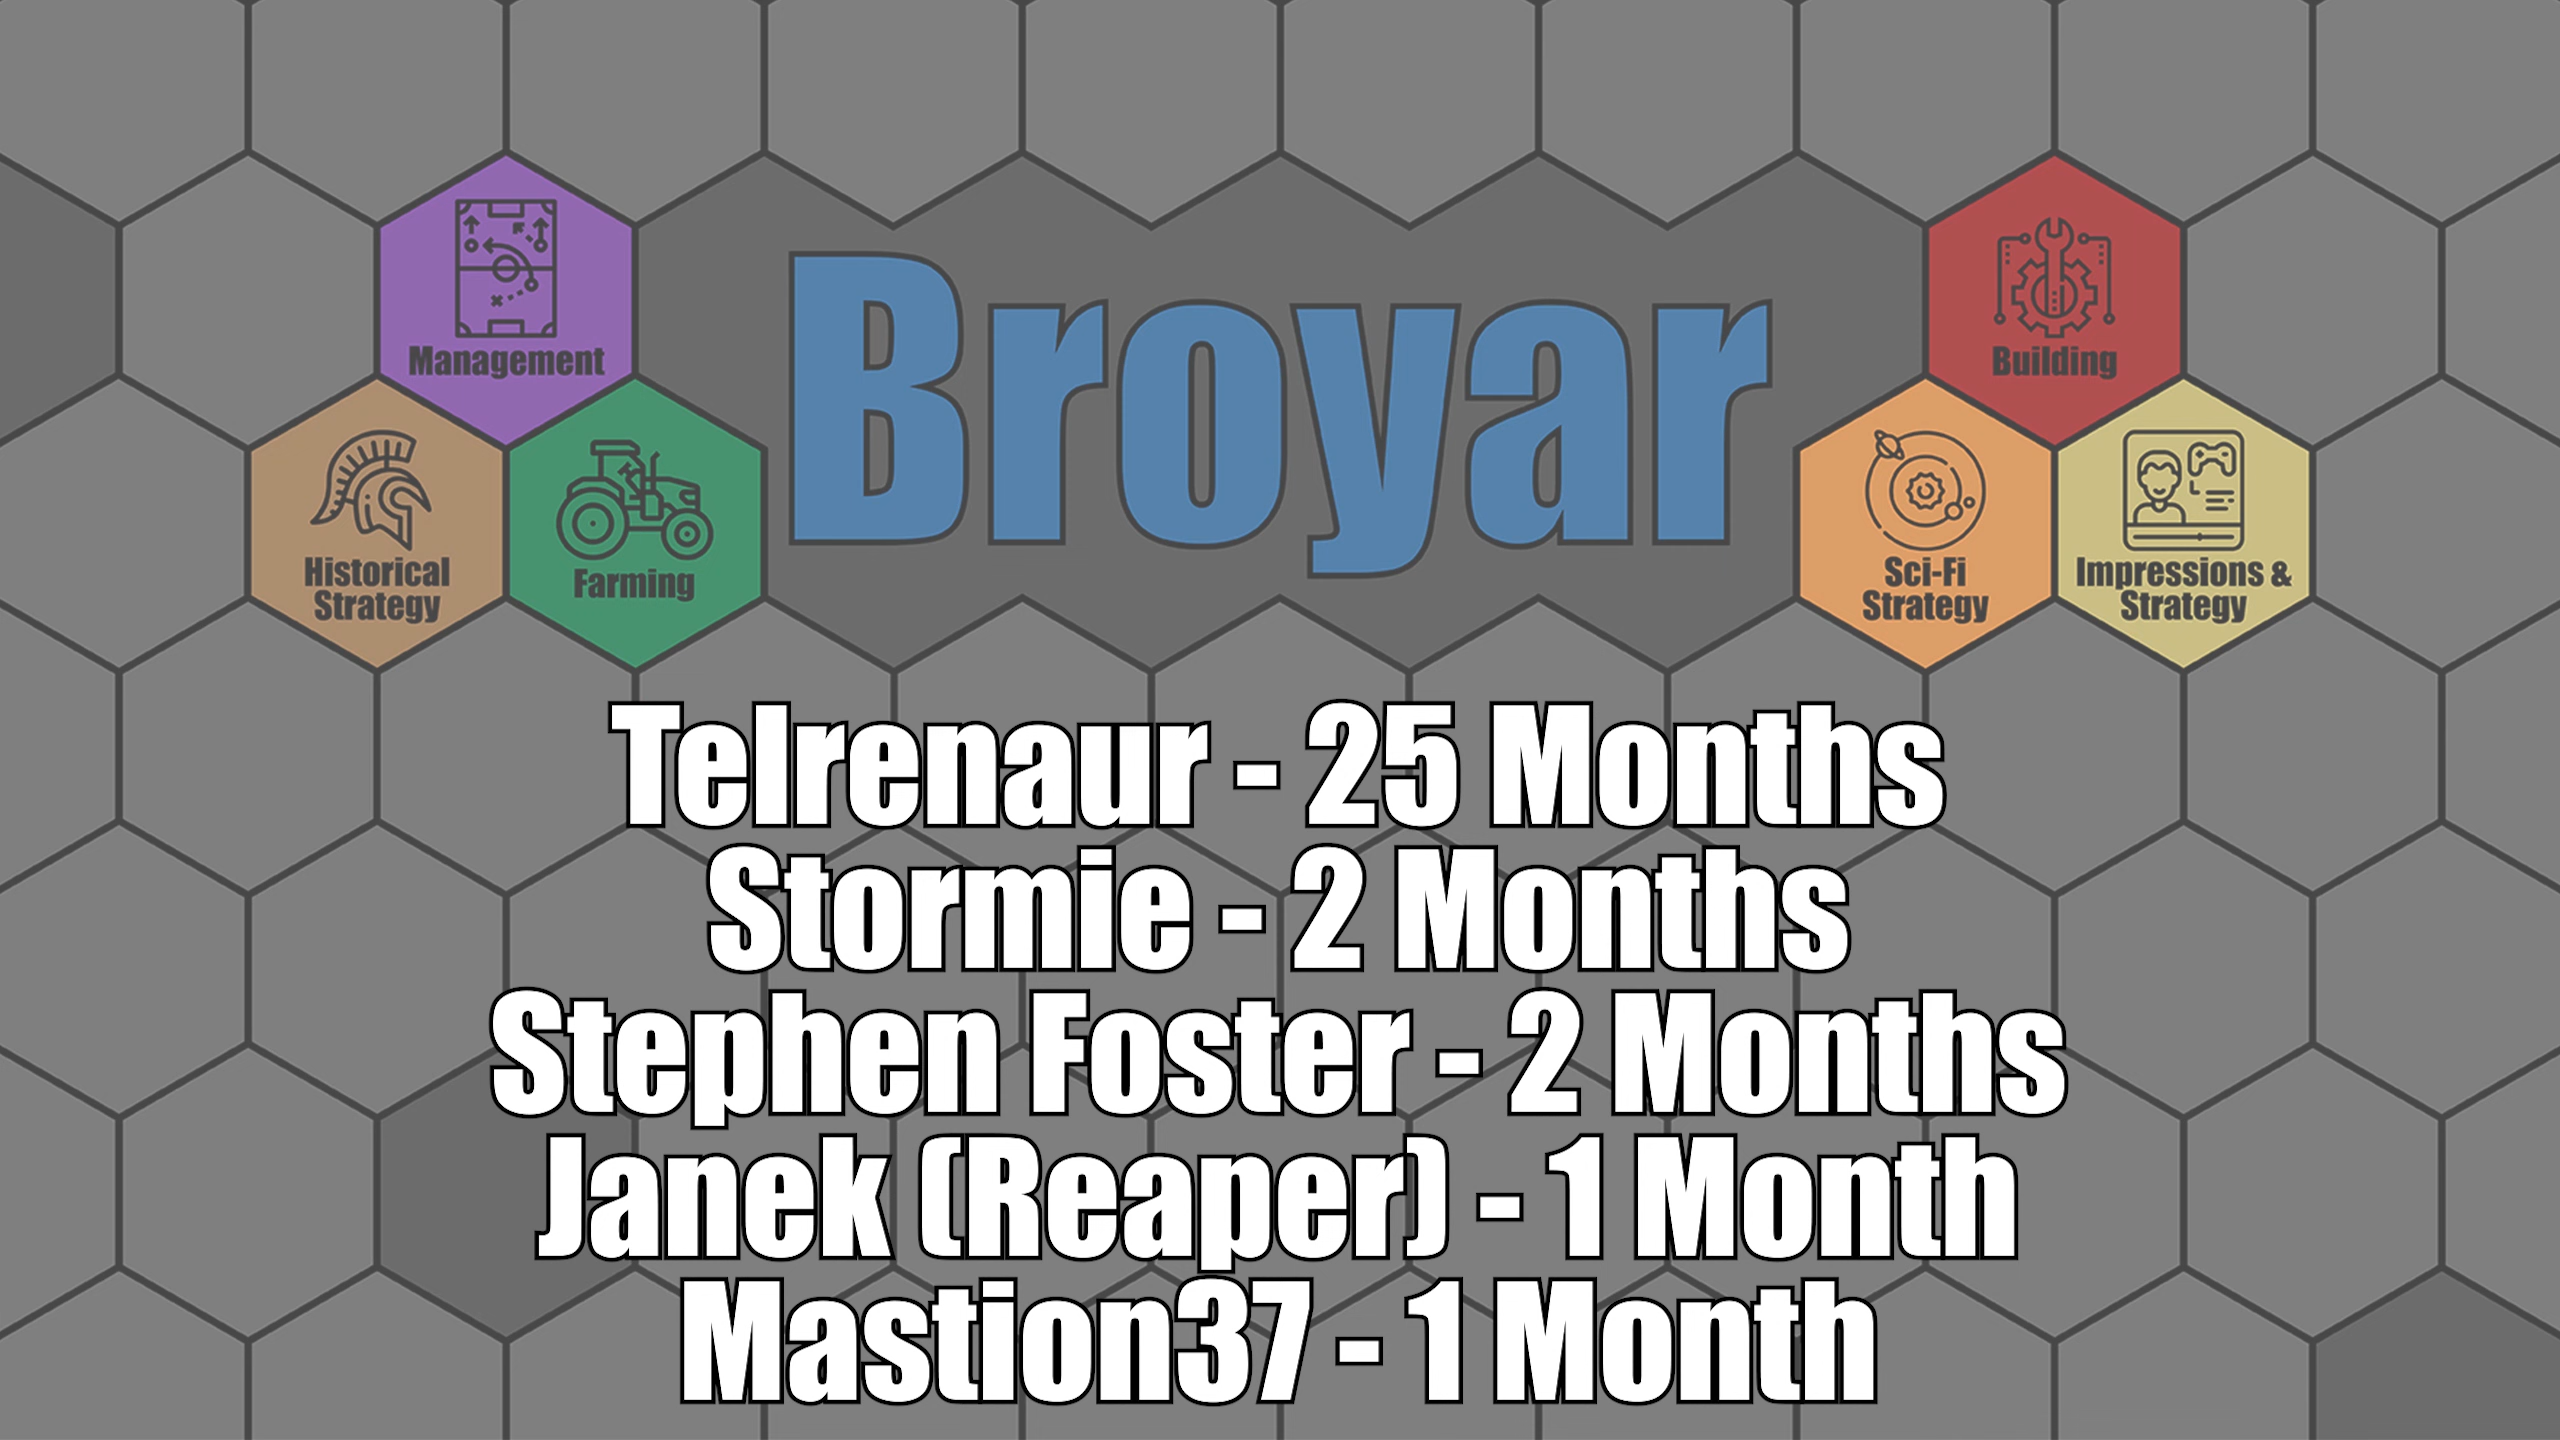 Management
Historical
Strategy
Farming
Broyar
Building
Sci-Fi
Strategy
Impressions &
Strategy
Telrenaur - 25 Months
Stormie - 2 Months
Stephen Foster - 2 Months
Janek (Reaper) - 1 Month
Mastion37 - 1 Month